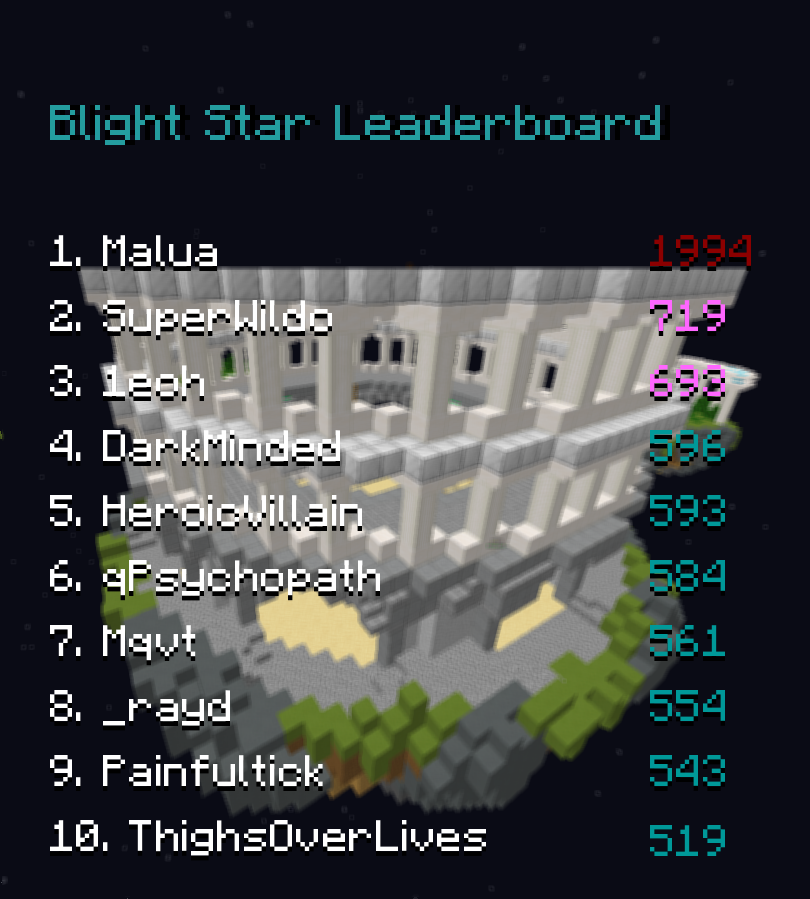 Blight Star Leaderboard
1. Malua 1994
2. SuperWildo 719
3. 1eoh 693
4. DarkMinded 596
5. HeroicVillain 593
6. qPsychopath 584
7. Mqvt 561
8. _rayd 554
9. Painfultick 543
10. ThighsOverLives 519